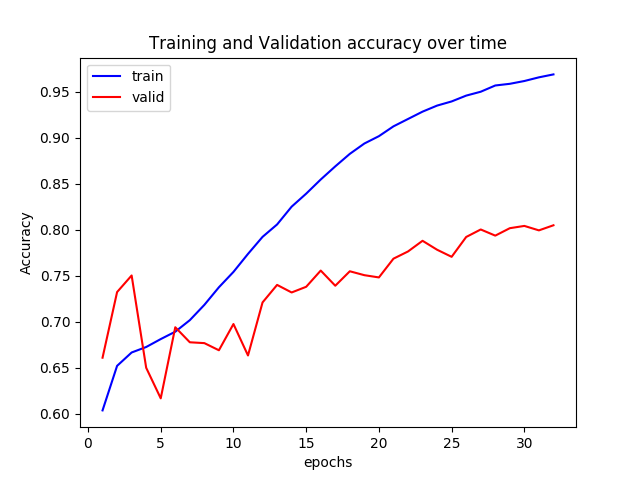 Training and Validation accuracy over time
train
valid
0.95
0.90
0.85
0.80
0.75
0.70
0.65
0.60
Accuracy
0 5 10 15 20 25 30
epochs